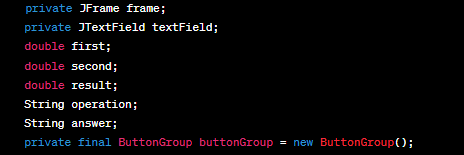 private JFrame frame;
private JTextField textField;
double first;
double second;
double result;
String operation;
String answer;
private final ButtonGroup buttonGroup = new ButtonGroup();